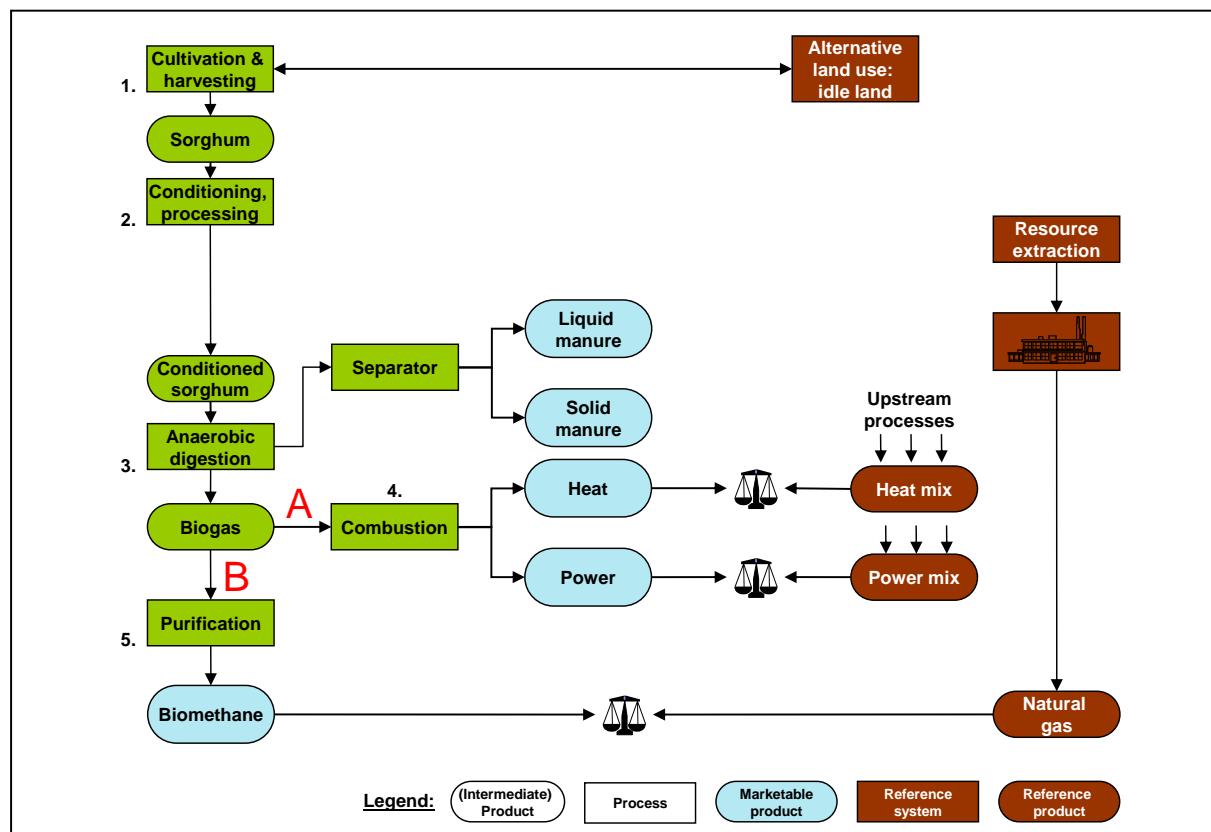 1.
Cultivation &
harvesting
Alternative
land use:
idle land
Sorghum
2.
Conditioning,
processing
Resource
extraction
Liquid
manure
Conditioned
sorghum
Separator
Solid
manure
Upstream
processes
3.
Anaerobic
digestion
Heat
Heat mix
Biogas
A
4.
Combustion
Power
Power mix
B
5.
Purification
Biomethane
Natural
gas
Legend:
(Intermediate)
Product
Process
Marketable
product
Reference
system
Reference
product